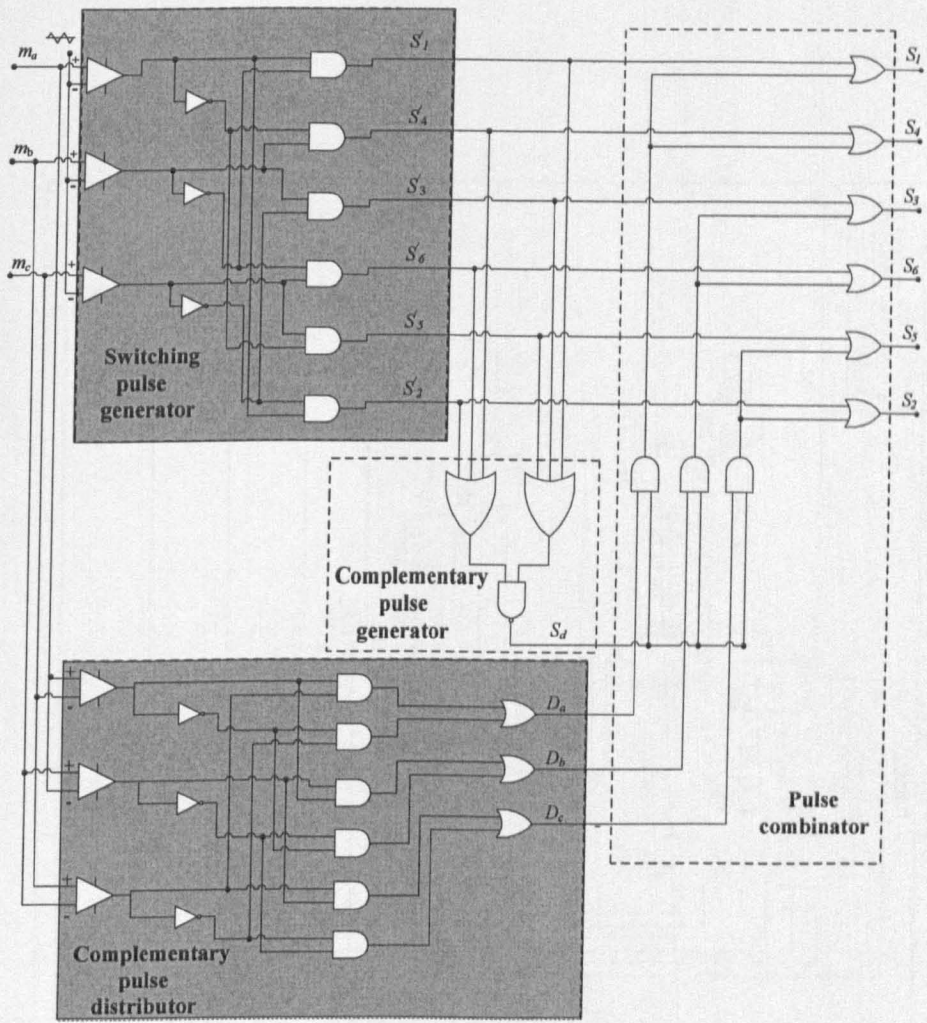 m_a
+
-
m_b
+
-
m_c
+
-
S'_1
S'_4
S'_3
S'_6
S'_5
S'_2
Switching
pulse
generator
S_1
S_4
S_3
S_6
S_5
S_2
Complementary
pulse
generator
S_d
+
-
+
-
+
-
D_a
D_b
D_c
Complementary
pulse
distributor
Pulse
combinator